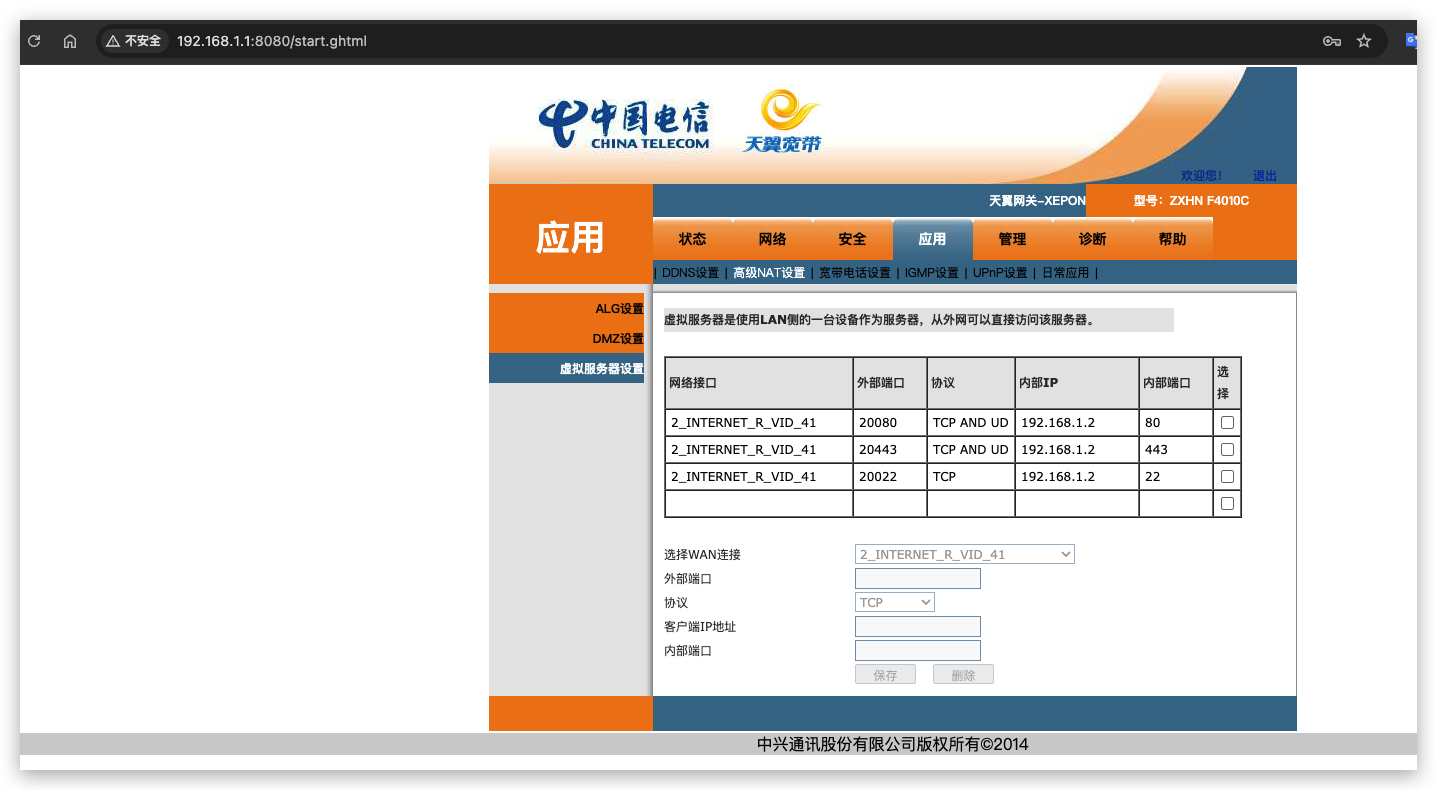 不安全 192.168.1.1:8080/start.ghtml
中国电信
CHINA TELECOM
天翼宽带
欢迎您! 退出
天翼网关-XEPON 型号: ZXHN F4010C
应用
状态 网络 安全 应用 管理 诊断 帮助
| DDNS设置 | 高级NAT设置 | 宽带电话设置 | IGMP设置 | UPnP设置 | 日常应用 |
ALG设置
DMZ设置
虚拟服务器设置
虚拟服务器是使用LAN侧的一台设备作为服务器，从外网可以直接访问该服务器。
网络接口 外部端口 协议 内部IP 内部端口 选择
2_INTERNET_R_VID_41 20080 TCP AND UD 192.168.1.2 80
2_INTERNET_R_VID_41 20443 TCP AND UD 192.168.1.2 443
2_INTERNET_R_VID_41 20022 TCP 192.168.1.2 22
选择WAN连接 2_INTERNET_R_VID_41
外部端口
协议 TCP
客户端IP地址
内部端口
保存 删除
中兴通讯股份有限公司版权所有©2014